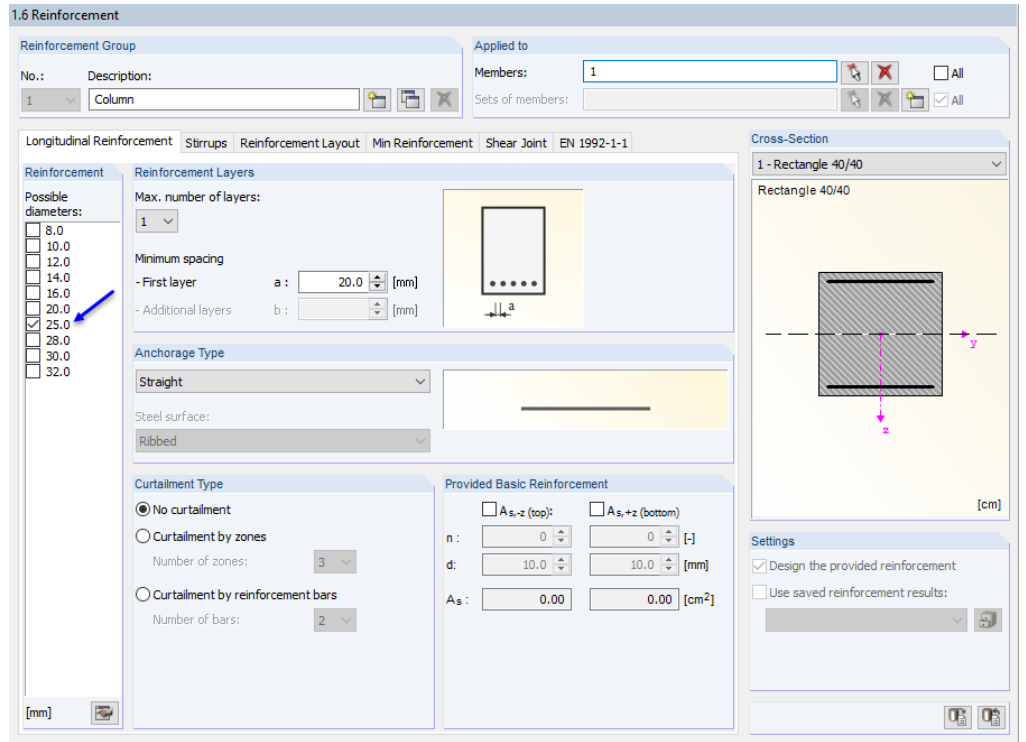 1.6 Reinforcement
Reinforcement Group
No.: Description:
1 Column
Applied to
Members: 1 All
Sets of members: All
Longitudinal Reinforcement Stirrups Reinforcement Layout Min Reinforcement Shear Joint EN 1992-1-1
Reinforcement
Possible
diameters:
8.0
10.0
12.0
14.0
16.0
20.0
25.0
28.0
30.0
32.0
[mm]
Reinforcement Layers
Max. number of layers:
1
Minimum spacing
- First layer a : 20.0 [mm]
- Additional layers b : [mm]
a
Anchorage Type
Straight
Steel surface:
Ribbed
Curtailment Type
No curtailment
Curtailment by zones
Number of zones: 3
Curtailment by reinforcement bars
Number of bars: 2
Provided Basic Reinforcement
As,-z (top): As,+z (bottom)
n : 0 0 [-]
d: 10.0 10.0 [mm]
As : 0.00 0.00 [cm²]
Cross-Section
1 - Rectangle 40/40
Rectangle 40/40
y
z
[cm]
Settings
Design the provided reinforcement
Use saved reinforcement results: